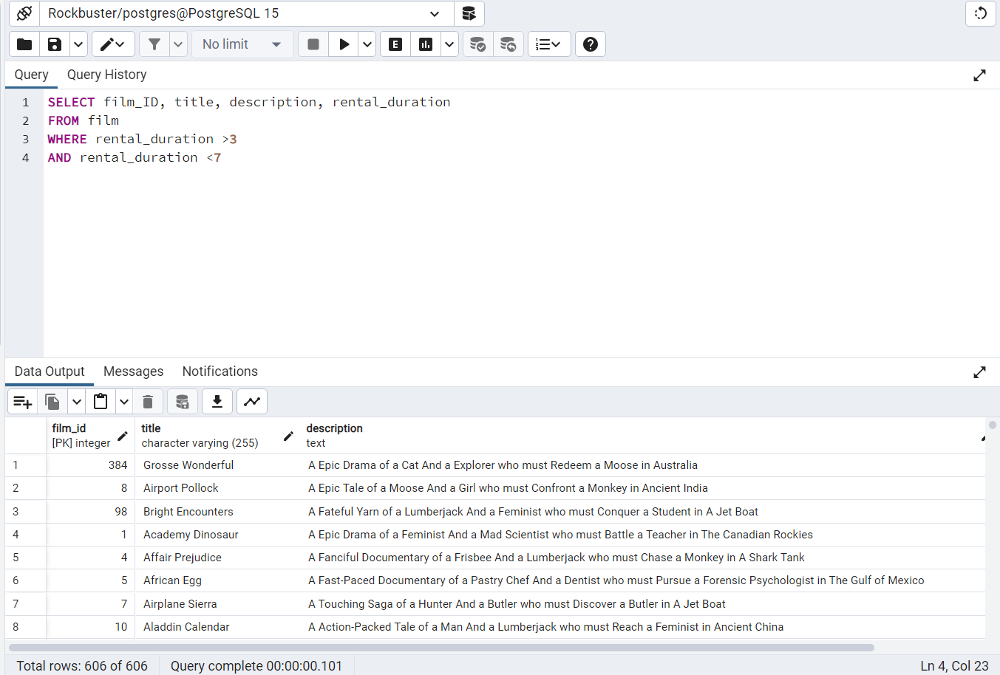 Rockbuster/postgres@PostgreSQL 15
No limit
E
Query Query History
1 SELECT film_ID, title, description, rental_duration
2 FROM film
3 WHERE rental_duration >3
4 AND rental_duration <7
Data Output Messages Notifications
film_id title description
[PK] integer character varying (255) text
1 384 Grosse Wonderful A Epic Drama of a Cat And a Explorer who must Redeem a Moose in Australia
2 8 Airport Pollock A Epic Tale of a Moose And a Girl who must Confront a Monkey in Ancient India
3 98 Bright Encounters A Fateful Yarn of a Lumberjack And a Feminist who must Conquer a Student in A Jet Boat
4 1 Academy Dinosaur A Epic Drama of a Feminist And a Mad Scientist who must Battle a Teacher in The Canadian Rockies
5 4 Affair Prejudice A Fanciful Documentary of a Frisbee And a Lumberjack who must Chase a Monkey in A Shark Tank
6 5 African Egg A Fast-Paced Documentary of a Pastry Chef And a Dentist who must Pursue a Forensic Psychologist in The Gulf of Mexico
7 7 Airplane Sierra A Touching Saga of a Hunter And a Butler who must Discover a Butler in A Jet Boat
8 10 Aladdin Calendar A Action-Packed Tale of a Man And a Lumberjack who must Reach a Feminist in Ancient China
Total rows: 606 of 606 Query complete 00:00:00.101 Ln 4, Col 23